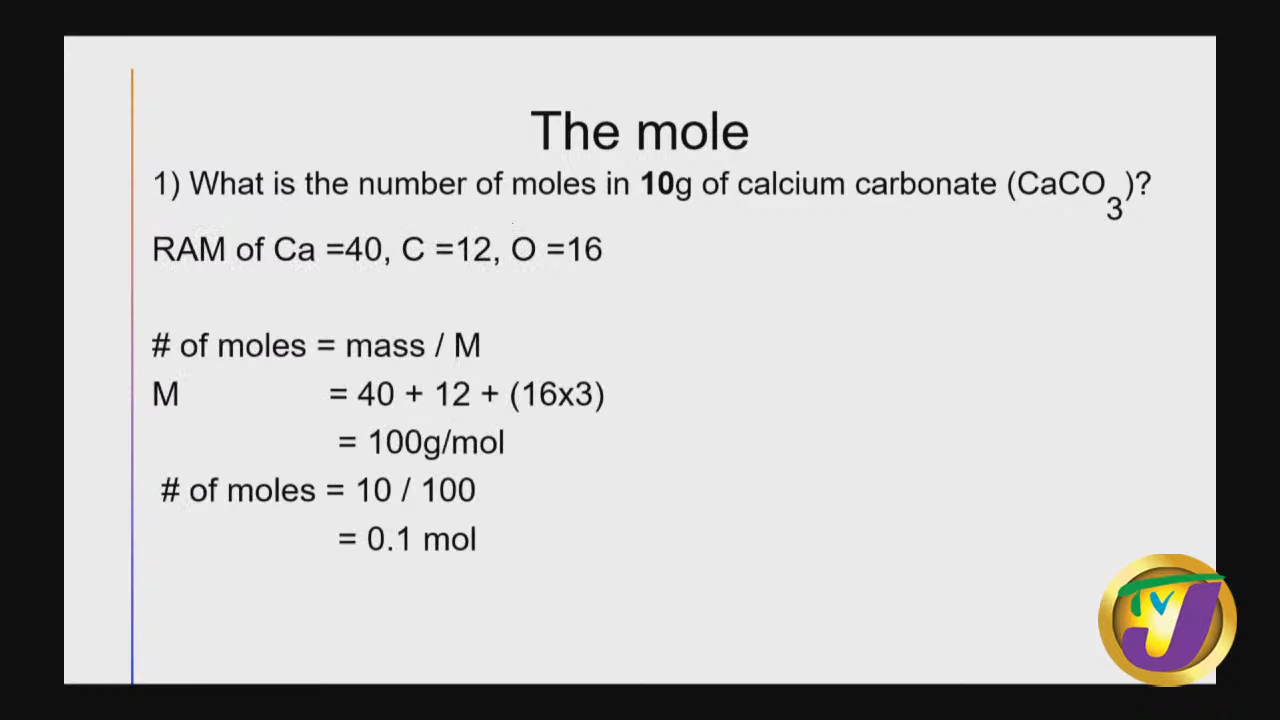 The mole
1) What is the number of moles in 10g of calcium carbonate (CaCO3)?
RAM of Ca =40, C =12, O =16
# of moles = mass / M
M = 40 + 12 + (16x3)
= 100g/mol
# of moles = 10 / 100
= 0.1 mol
TVJ